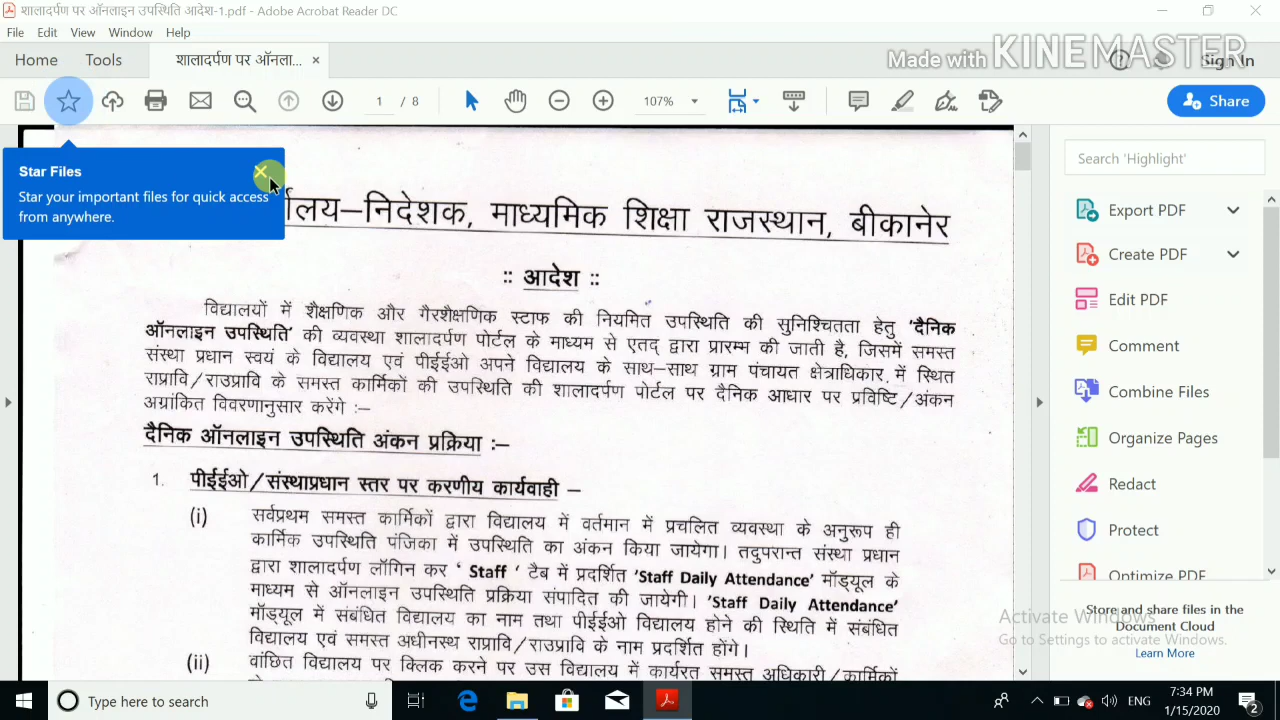 शालादर्पण पर ऑनलाइन उपस्थिति आदेश-1.pdf - Adobe Acrobat Reader DC
File Edit View Window Help
Home Tools शालादर्पण पर ऑनला... ×
Made with KINEMASTER
Sign In
1 / 8 107% Share
Star Files
Star your important files for quick access
from anywhere.
र्यालय–निदेशक, माध्यमिक शिक्षा राजस्थान, बीकानेर
:: आदेश ::
विद्यालयों में शैक्षणिक और गैरशैक्षणिक स्टाफ की नियमित उपस्थिति की सुनिश्चितता हेतु 'दैनिक
ऑनलाइन उपस्थिति' की व्यवस्था शालादर्पण पोर्टल के माध्यम से एतद् द्वारा प्रारम्भ की जाती है, जिसमें समस्त
संस्था प्रधान स्वयं के विद्यालय एवं पीईईओ अपने विद्यालय के साथ–साथ ग्राम पंचायत क्षेत्राधिकार में स्थित
राप्रावि/राउप्रावि के समस्त कार्मिकों की उपस्थिति की शालादर्पण पोर्टल पर दैनिक आधार पर प्रविष्टि/अंकन
अग्रांकित विवरणानुसार करेंगे :–
दैनिक ऑनलाइन उपस्थिति अंकन प्रक्रिया :–
1. पीईईओ/संस्थाप्रधान स्तर पर करणीय कार्यवाही –
(i) सर्वप्रथम समस्त कार्मिकों द्वारा विद्यालय में वर्तमान में प्रचलित व्यवस्था के अनुरूप ही
कार्मिक उपस्थिति पंजिका में उपस्थिति का अंकन किया जायेगा। तदुपरान्त संस्था प्रधान
द्वारा शालादर्पण लॉगिन कर ' Staff ' टैब में प्रदर्शित 'Staff Daily Attendance' मॉड्यूल के
माध्यम से ऑनलाइन उपस्थिति प्रक्रिया संपादित की जायेगी। 'Staff Daily Attendance'
मॉड्यूल में संबंधित विद्यालय का नाम तथा पीईईओ विद्यालय होने की स्थिति में संबंधित
विद्यालय एवं समस्त अधीनस्थ राप्रावि/राउप्रावि के नाम प्रदर्शित होंगे।
(ii) वांछित विद्यालय पर क्लिक करने पर उस विद्यालय में कार्यरत समस्त अधिकारी/कार्मिकों
Search 'Highlight'
Export PDF
Create PDF
Edit PDF
Comment
Combine Files
Organize Pages
Redact
Protect
Optimize PDF
Store and share files in the
Document Cloud
Learn More
Activate Windows
Go to Settings to activate Windows.
Type here to search
ENG
7:34 PM
1/15/2020
2